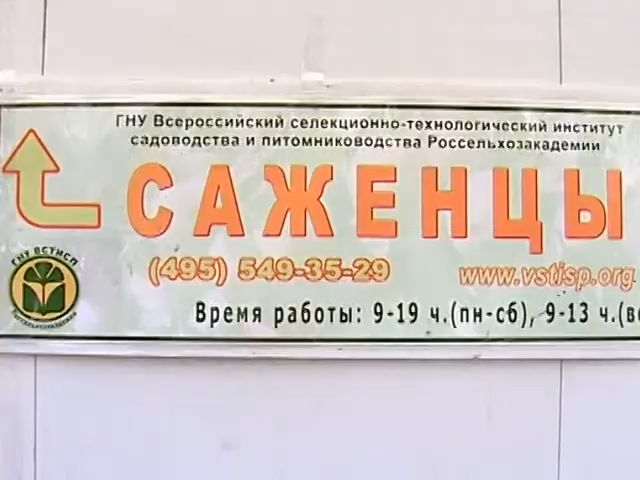 ГНУ Всероссийский селекционно-технологический институт
садоводства и питомниководства Россельхозакадемии
САЖЕНЦЫ
(495) 549-35-29
www.vstisp.org
Время работы: 9-19 ч.(пн-сб), 9-13 ч.(вс
ГНУ ВСТИСП